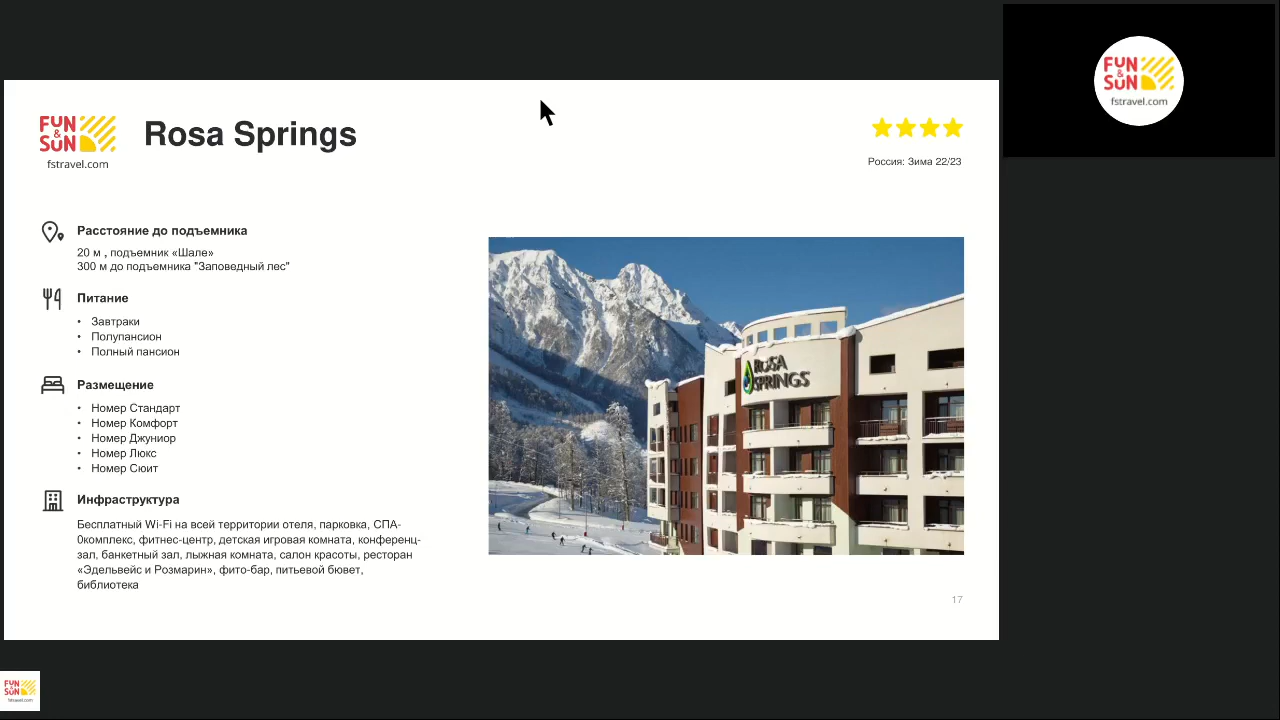 FUN
&
SUN
fstravel.com
Rosa Springs
Россия: Зима 22/23
Расстояние до подъемника
20 м , подъемник «Шале»
300 м до подъемника "Заповедный лес"
Питание
• Завтраки
• Полупансион
• Полный пансион
Размещение
• Номер Стандарт
• Номер Комфорт
• Номер Джуниор
• Номер Люкс
• Номер Сюит
Инфраструктура
Бесплатный Wi-Fi на всей территории отеля, парковка, СПА-
0комплекс, фитнес-центр, детская игровая комната, конференц-
зал, банкетный зал, лыжная комната, салон красоты, ресторан
«Эдельвейс и Розмарин», фито-бар, питьевой бювет,
библиотека
ROSA
SPRINGS
17
FUN
&
SUN
fstravel.com
FUN
&
SUN
fstravel.com